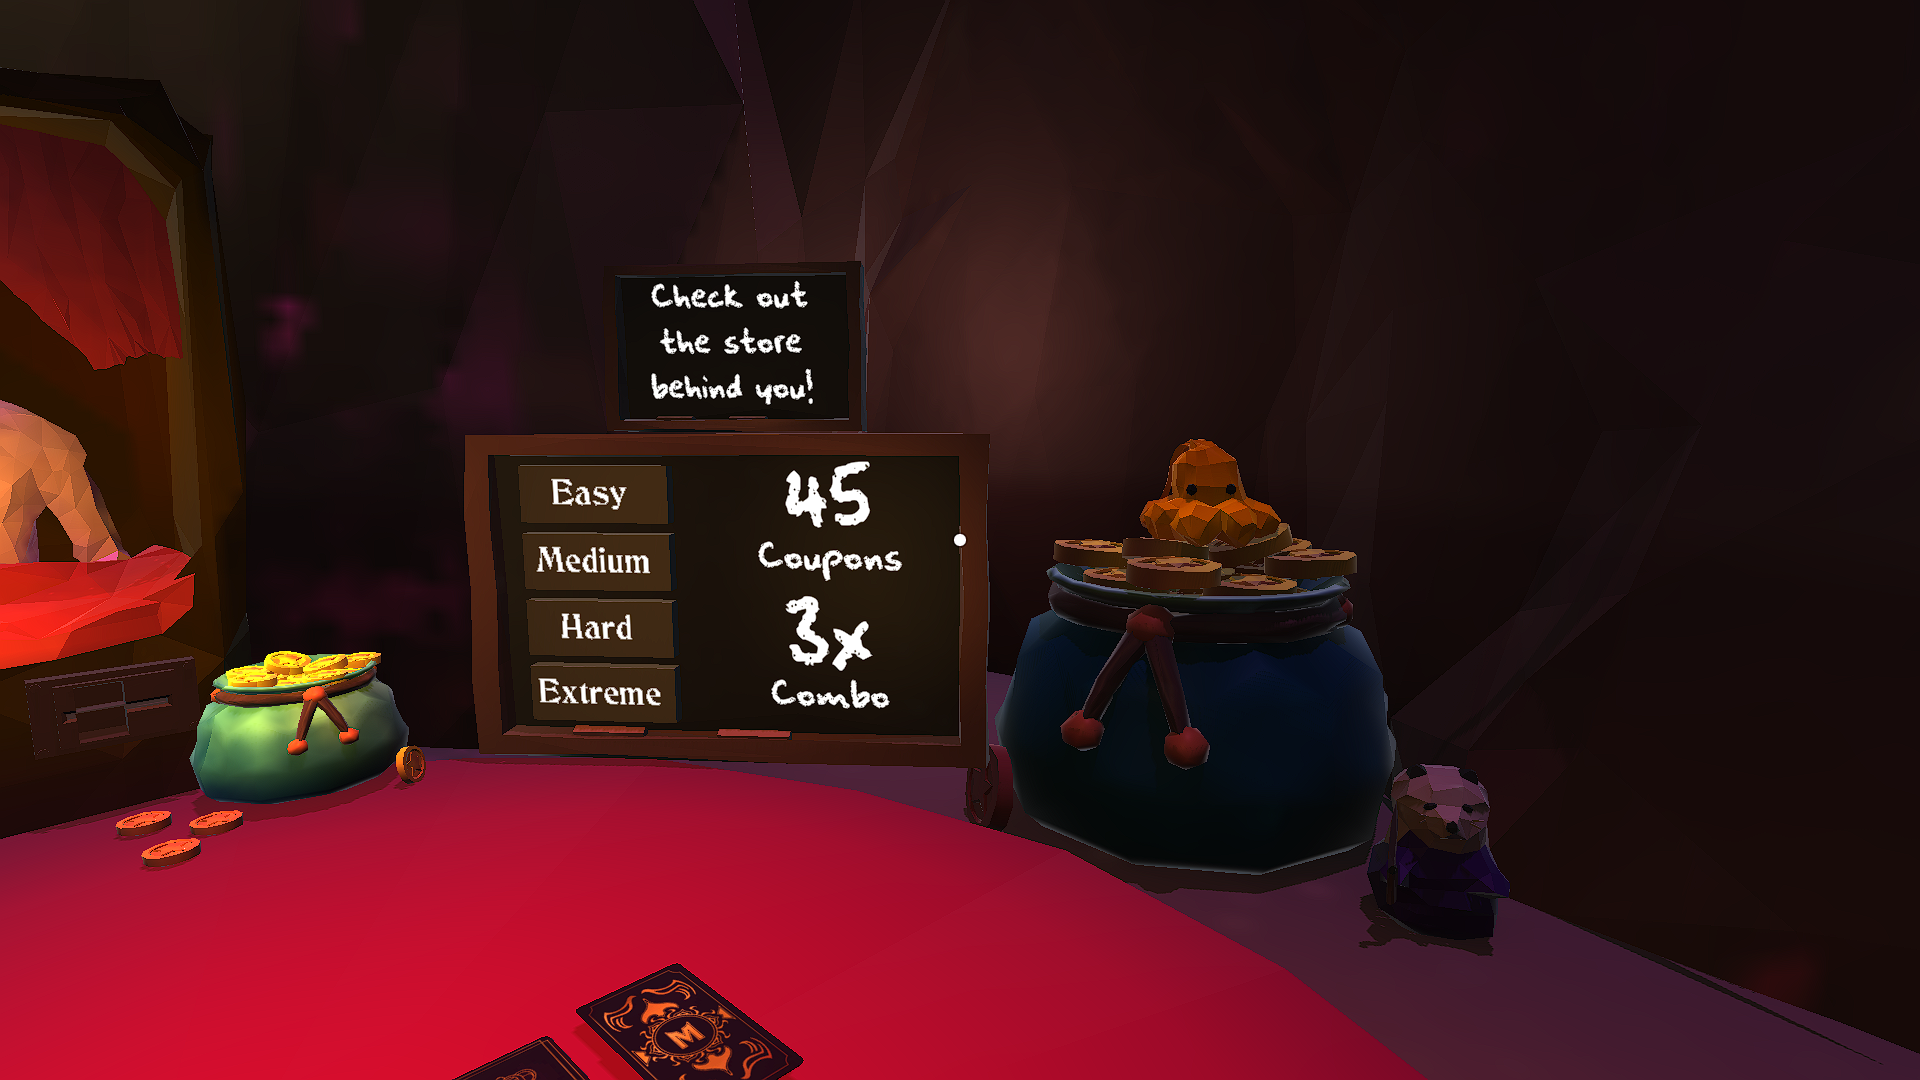 Check out
the store
behind you!
Easy
Medium
Hard
Extreme
45
Coupons
3x
Combo
M